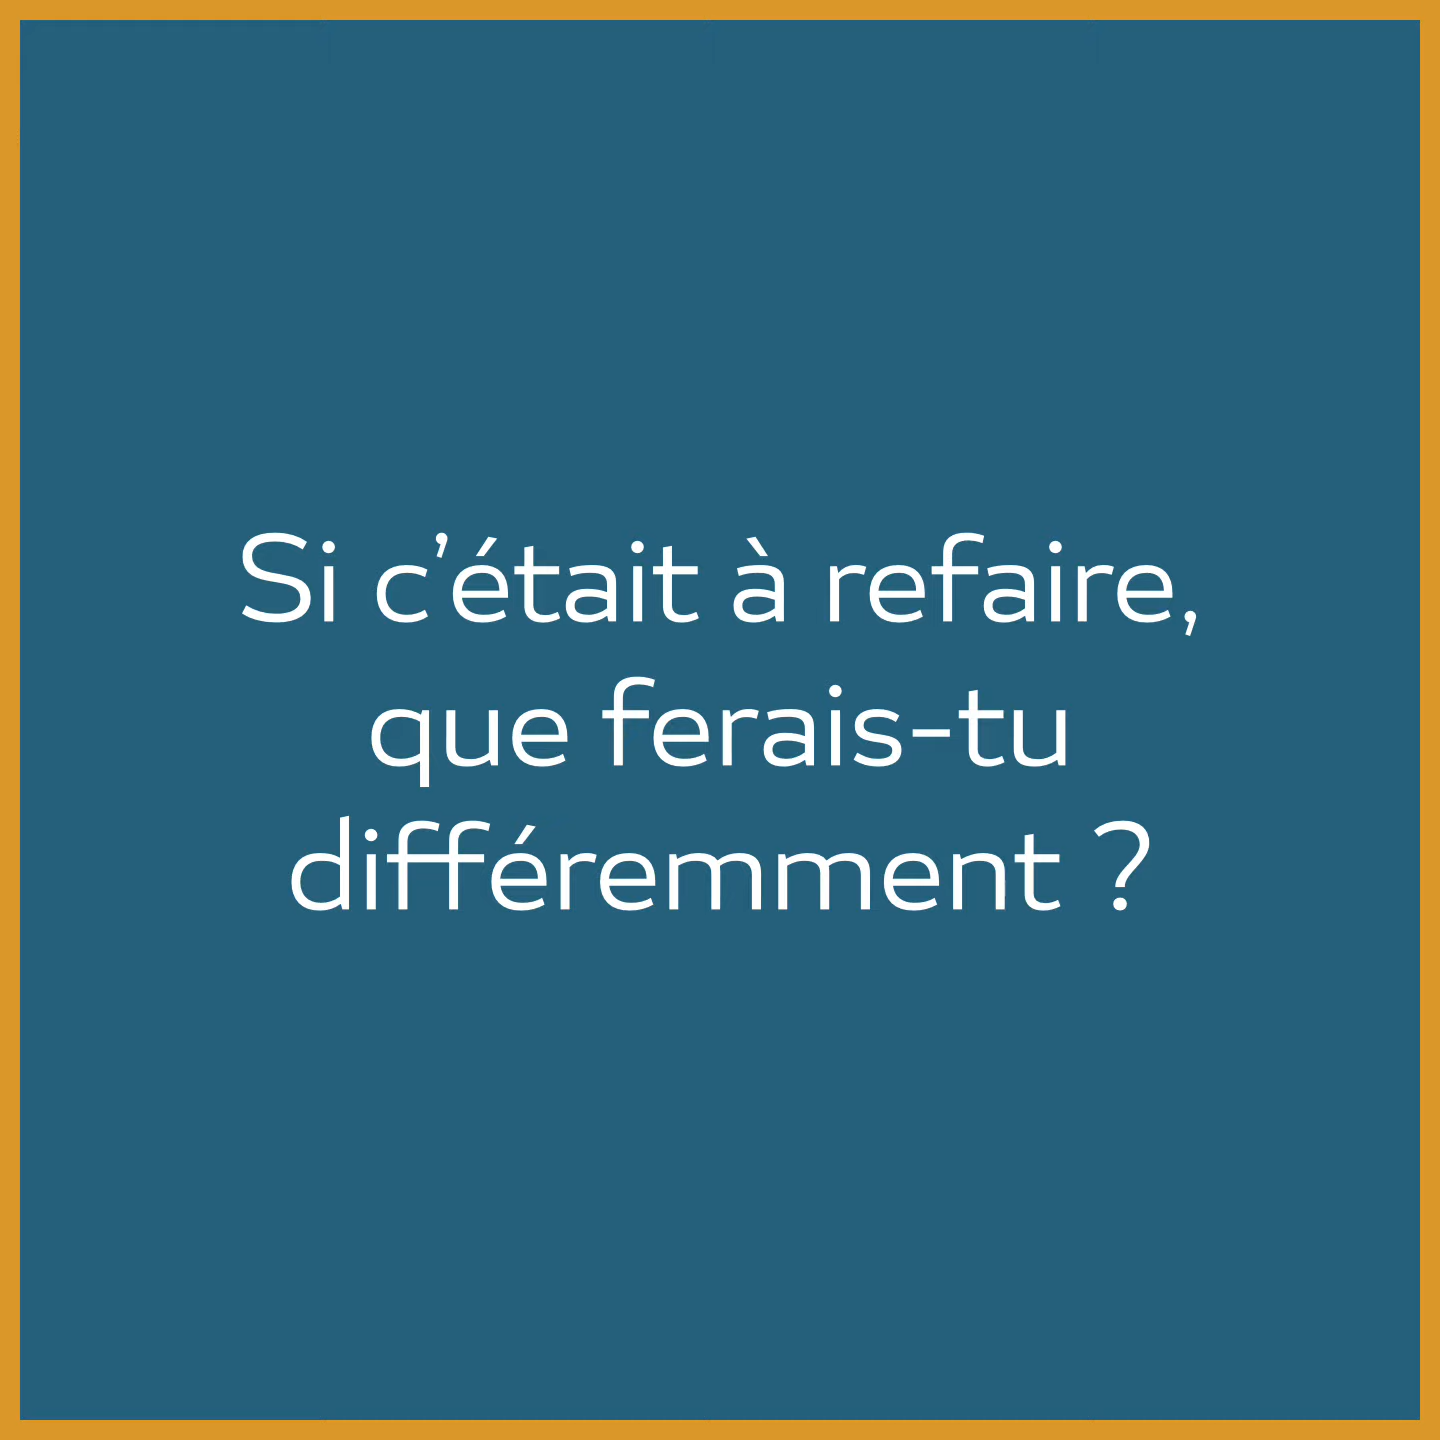 Si c’était à refaire,
que ferais-tu
différemment ?